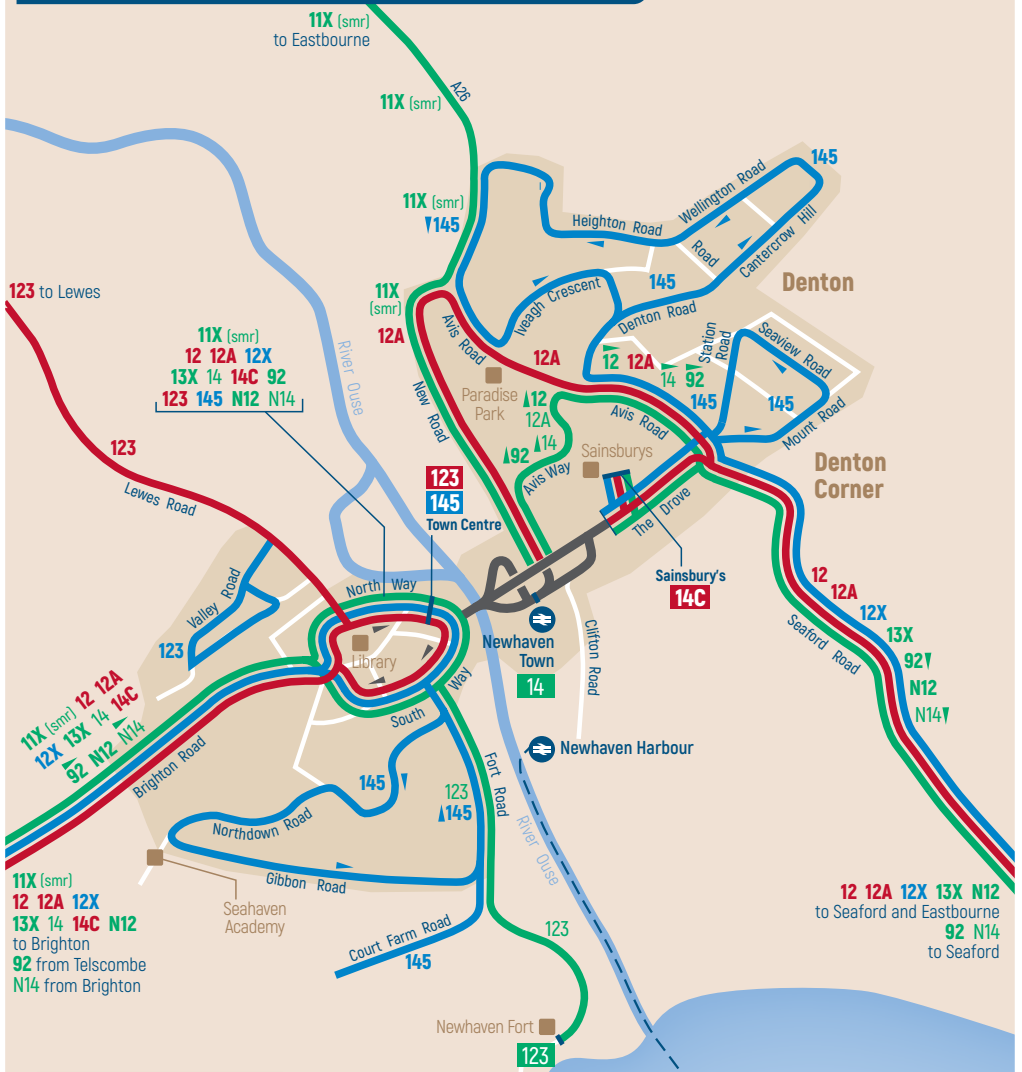 11X (smr)
to Eastbourne
A26
11X (smr)
145
Wellington Road
11X (smr)
145
Heighton Road
Road
Cantercrow Hill
123 to Lewes
11X
(smr)
12A
Iveagh Crescent
145
Denton
Denton Road
11X (smr)
12 12A 12X
13X 14 14C 92
123 145 N12 N14
River Ouse
Avis Road
12A
12 12A
14 92
Station
Road
Seaview Road
145
145
Mount Road
New Road
Paradise
Park
12
12A
14
92
Avis Road
Avis Way
Sainsburys
Denton
Corner
123
Lewes Road
123
145
Town Centre
The Drove
Sainsbury's
14C
Valley Road
123
North Way
Library
South
Way
Newhaven
Town
14
Clifton Road
12
12A
12X
13X
92
N12
N14
Seaford Road
11X (smr) 12 12A
12X 13X 14 14C
92 N12 N14
Brighton Road
Newhaven Harbour
145
Northdown Road
Gibbon Road
Fort Road
123
145
River Ouse
Seahaven
Academy
Court Farm Road
145
123
11X (smr)
12 12A 12X
13X 14 14C N12
to Brighton
92 from Telscombe
N14 from Brighton
12 12A 12X 13X N12
to Seaford and Eastbourne
92 N14
to Seaford
Newhaven Fort
123